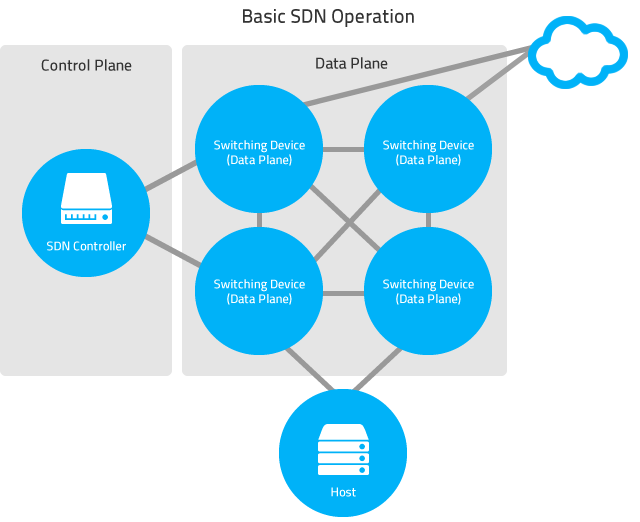 Basic SDN Operation
Control Plane
Data Plane
Switching Device
(Data Plane)
Switching Device
(Data Plane)
SDN Controller
Switching Device
(Data Plane)
Switching Device
(Data Plane)
Host